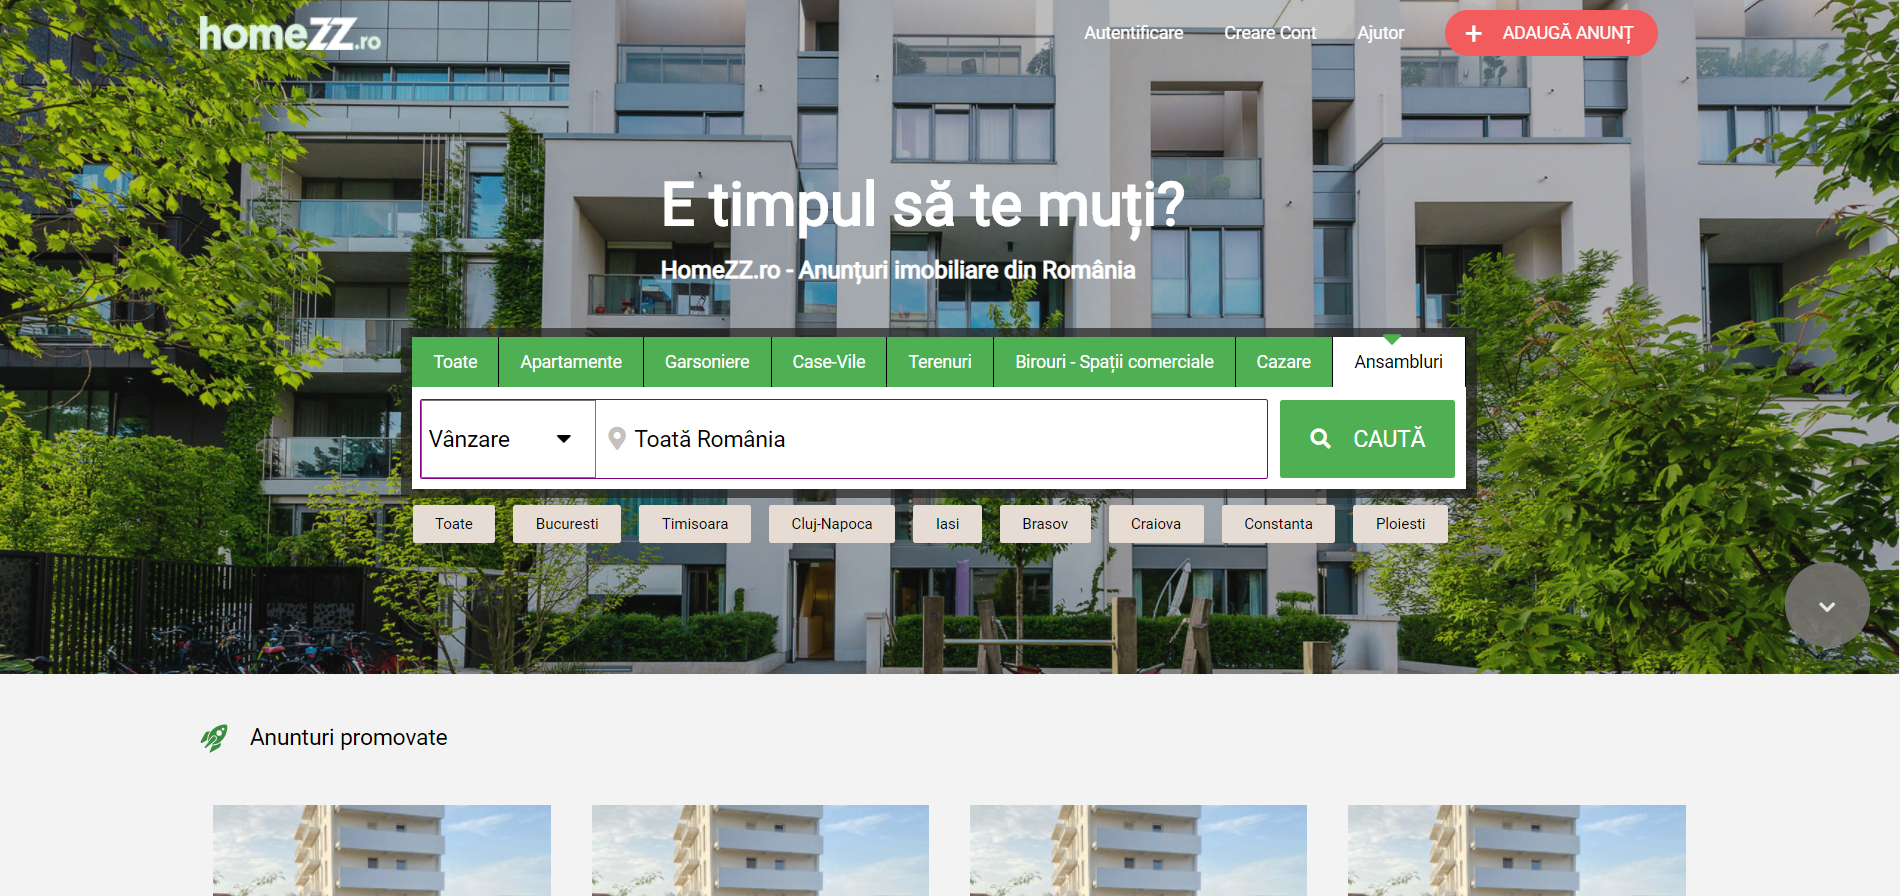 homeZZ.ro
Autentificare Creare Cont Ajutor + ADAUGĂ ANUNȚ
E timpul să te muți?
HomeZZ.ro - Anunțuri imobiliare din România
Toate Apartamente Garsoniere Case-Vile Terenuri Birouri - Spații comerciale Cazare Ansambluri
Vânzare Toată România CAUTĂ
Toate Bucuresti Timisoara Cluj-Napoca Iasi Brasov Craiova Constanta Ploiesti
Anunturi promovate